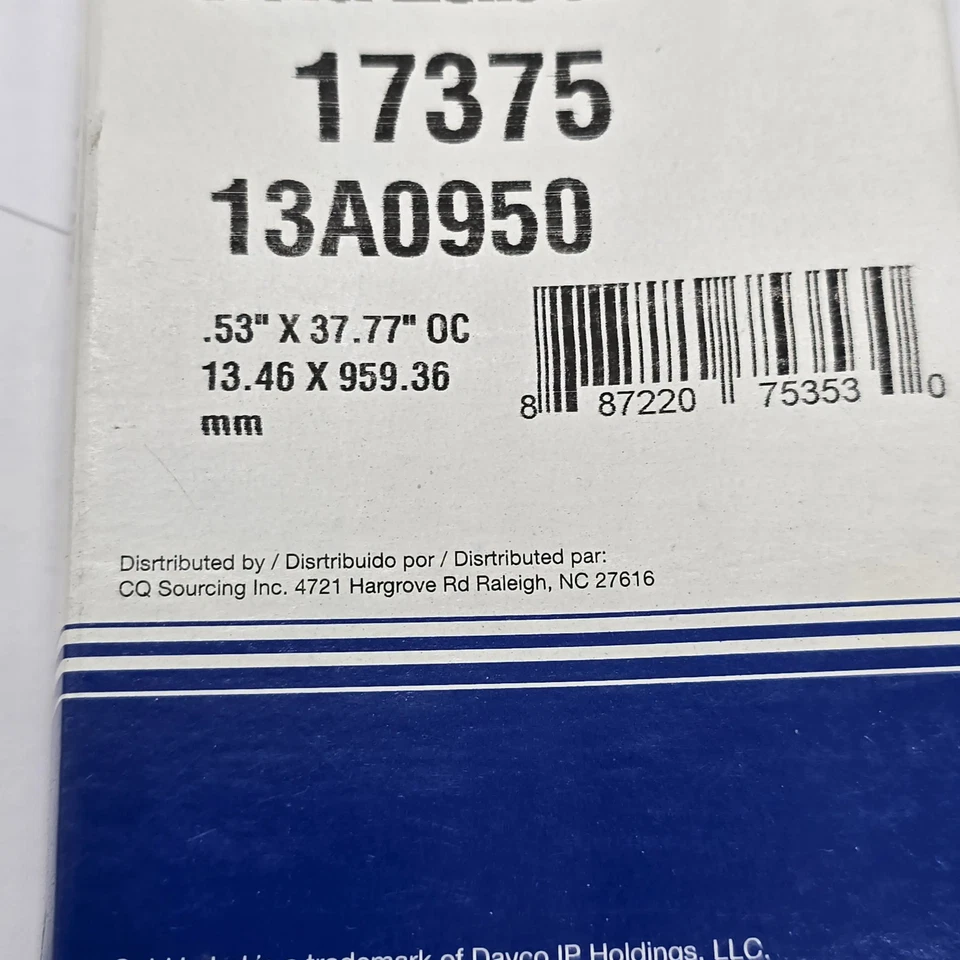 17375
13A0950
.53" X 37.77" OC
13.46 X 959.36
mm
8 87220 75353 0
Disrtributed by / Disrtribuido por / Disrtributed par:
CQ Sourcing Inc. 4721 Hargrove Rd Raleigh, NC 27616
is a trademark of Dayco IP Holdings, LLC.